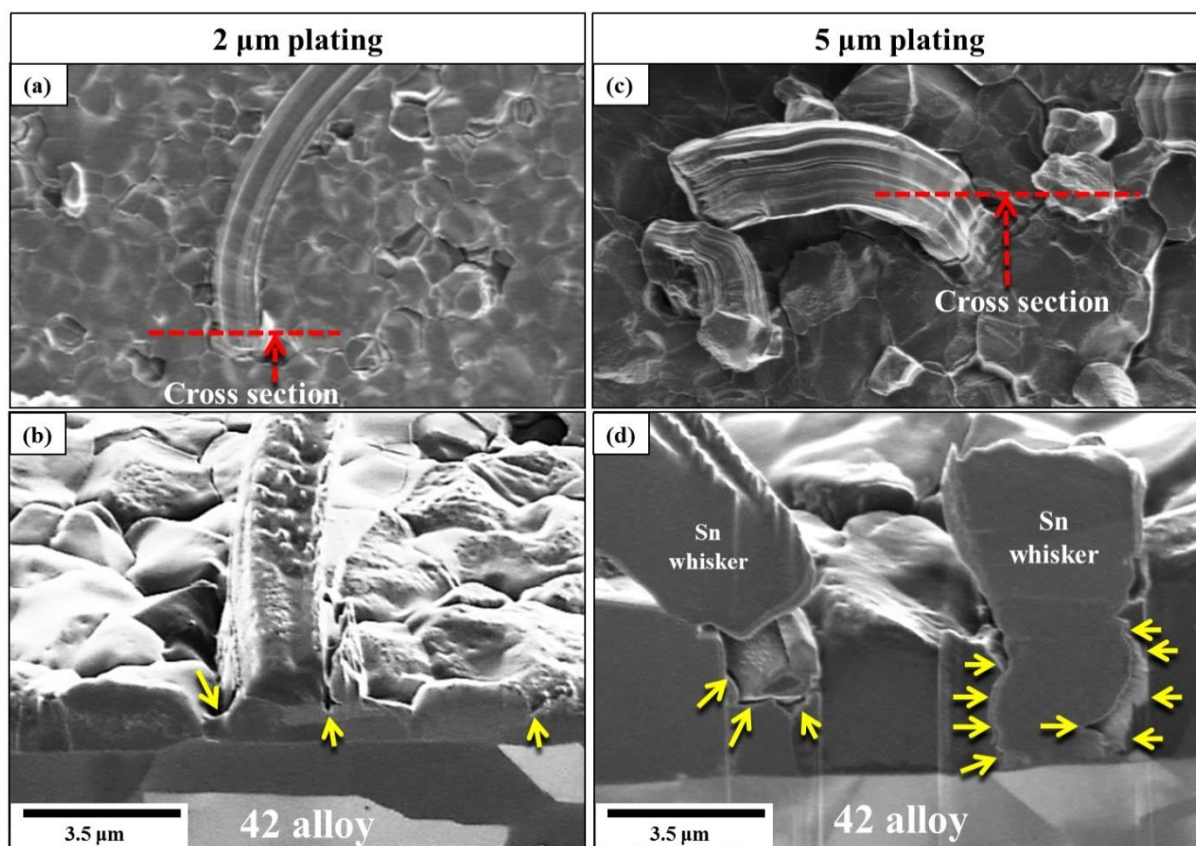 2 μm plating
5 μm plating
(a)
Cross section
(c)
Cross section
(b)
3.5 μm
42 alloy
(d)
Sn
whisker
Sn
whisker
3.5 μm
42 alloy